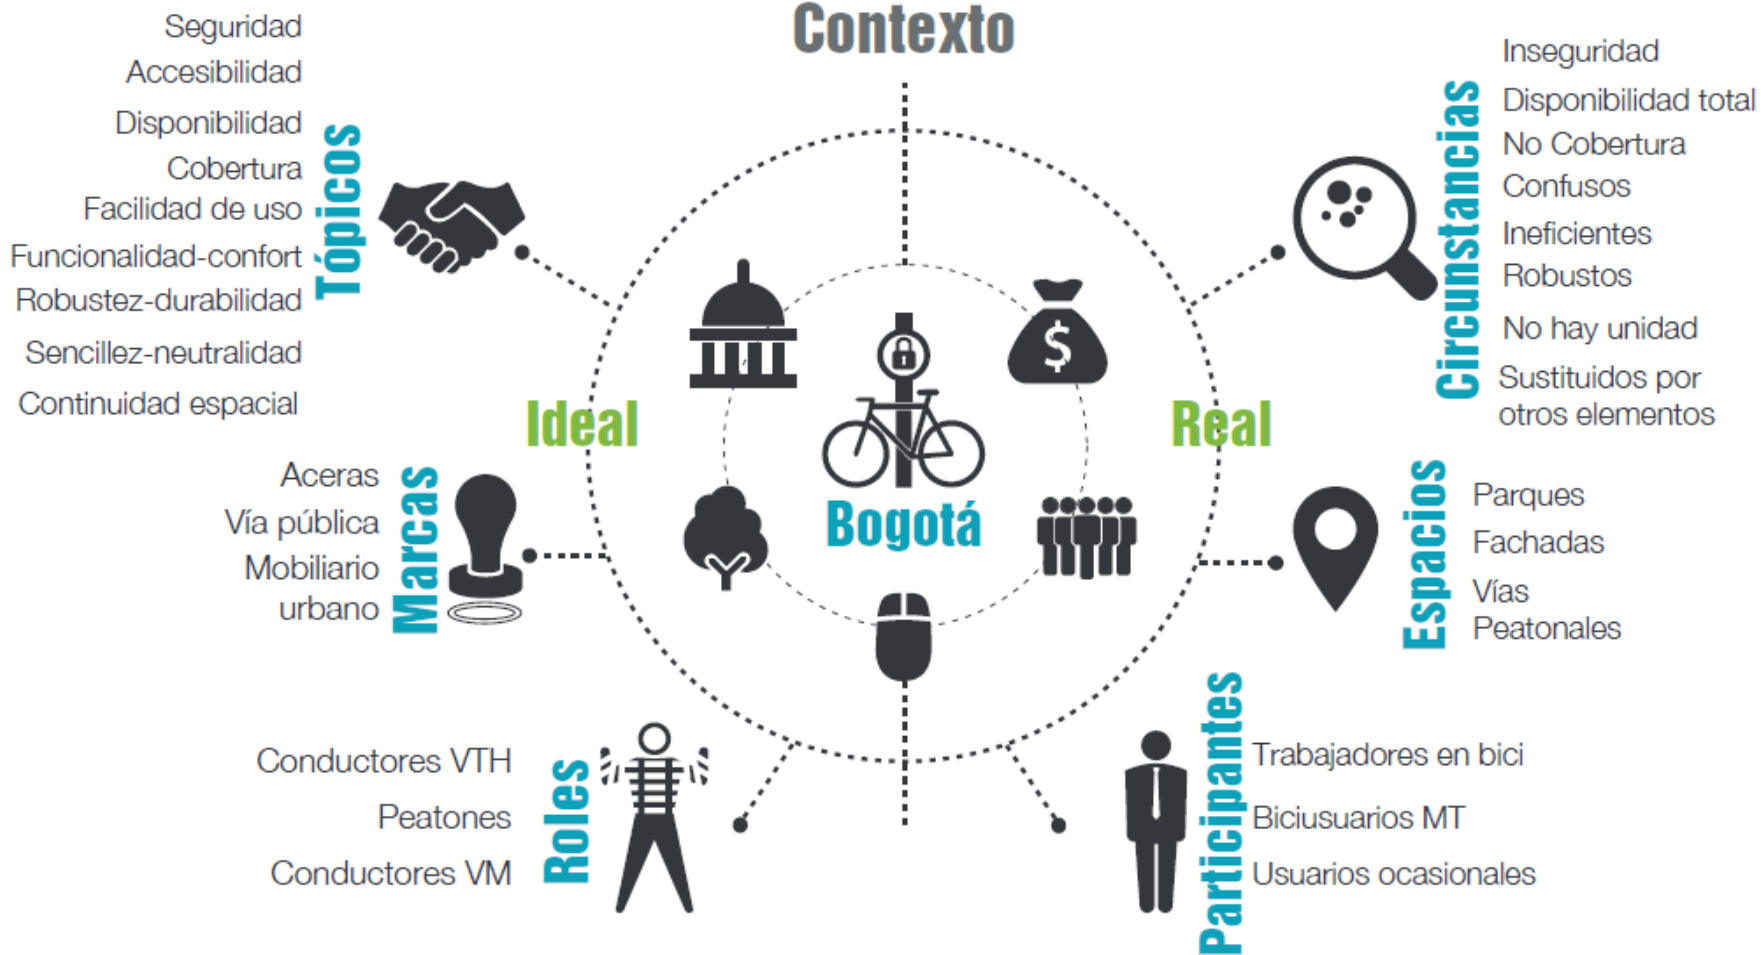 Contexto
Tópicos
Seguridad
Accesibilidad
Disponibilidad
Cobertura
Facilidad de uso
Funcionalidad-confort
Robustez-durabilidad
Sencillez-neutralidad
Continuidad espacial
Ideal
Marcas
Aceras
Vía pública
Mobiliario
urbano
Roles
Conductores VTH
Peatones
Conductores VM
$
Bogotá
Real
Circunstancias
Inseguridad
Disponibilidad total
No Cobertura
Confusos
Ineficientes
Robustos
No hay unidad
Sustituidos por
otros elementos
Espacios
Parques
Fachadas
Vías
Peatonales
Participantes
Trabajadores en bici
Biciusuarios MT
Usuarios ocasionales